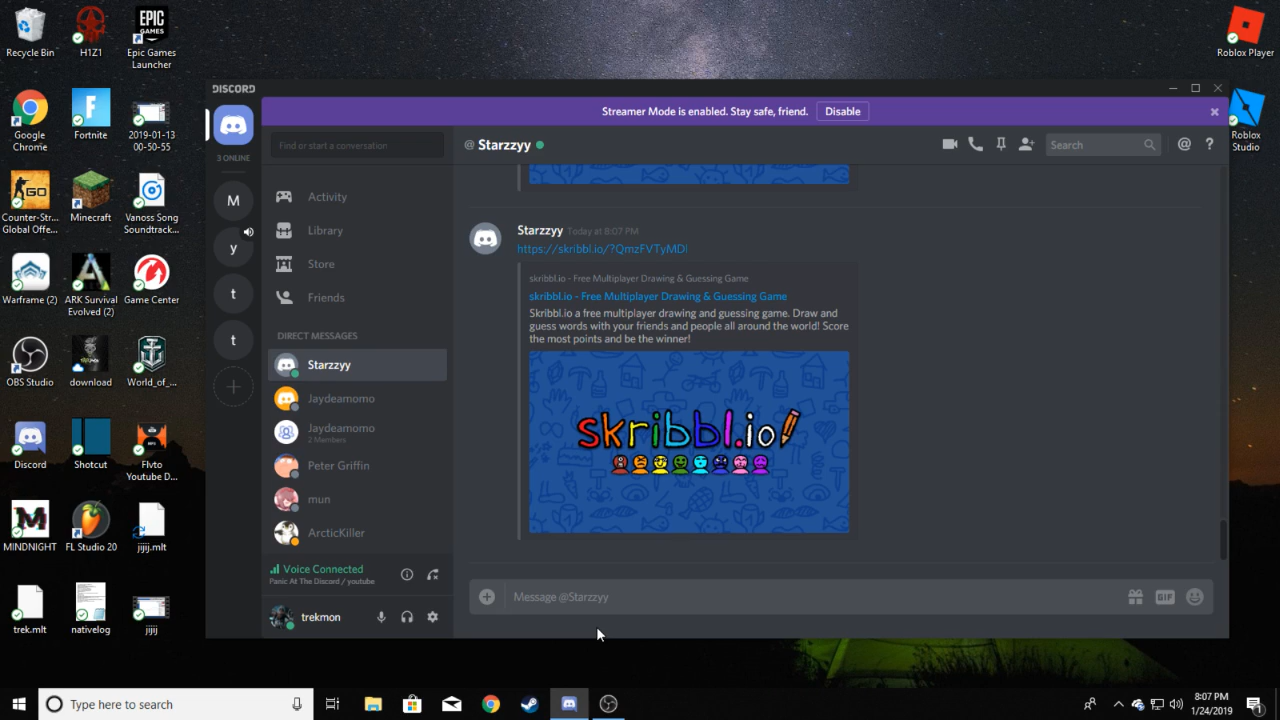 Recycle Bin
H1Z1
Epic Games
Launcher
EPIC
GAMES
Google
Chrome
Fortnite
2019-01-13
00-50-55
Counter-Str...
Global Offe...
Minecraft
Vanoss Song
Soundtrack...
Warframe (2)
ARK Survival
Evolved (2)
Game Center
OBS Studio
download
World_of_...
Discord
Shotcut
Flvto
Youtube D...
MINDNIGHT
FL Studio 20
jijij.mlt
trek.mlt
nativelog
jijij
Roblox Player
Roblox
Studio
DISCORD
Streamer Mode is enabled. Stay safe, friend.
Disable
3 ONLINE
M
y
t
t
Find or start a conversation
Activity
Library
Store
Friends
DIRECT MESSAGES
Starzzyy
Jaydeamomo
Jaydeamomo
2 Members
Peter Griffin
mun
ArcticKiller
Voice Connected
Panic At The Discord / youtube
trekmon
@ Starzzyy
Search
Starzzyy Today at 8:07 PM
https://skribbl.io/?QmzFVTyMDl
skribbl.io - Free Multiplayer Drawing & Guessing Game
skribbl.io - Free Multiplayer Drawing & Guessing Game
Skribbl.io a free multiplayer drawing and guessing game. Draw and
guess words with your friends and people all around the world! Score
the most points and be the winner!
skribbl.io
Message @Starzzyy
GIF
Type here to search
8:07 PM
1/24/2019